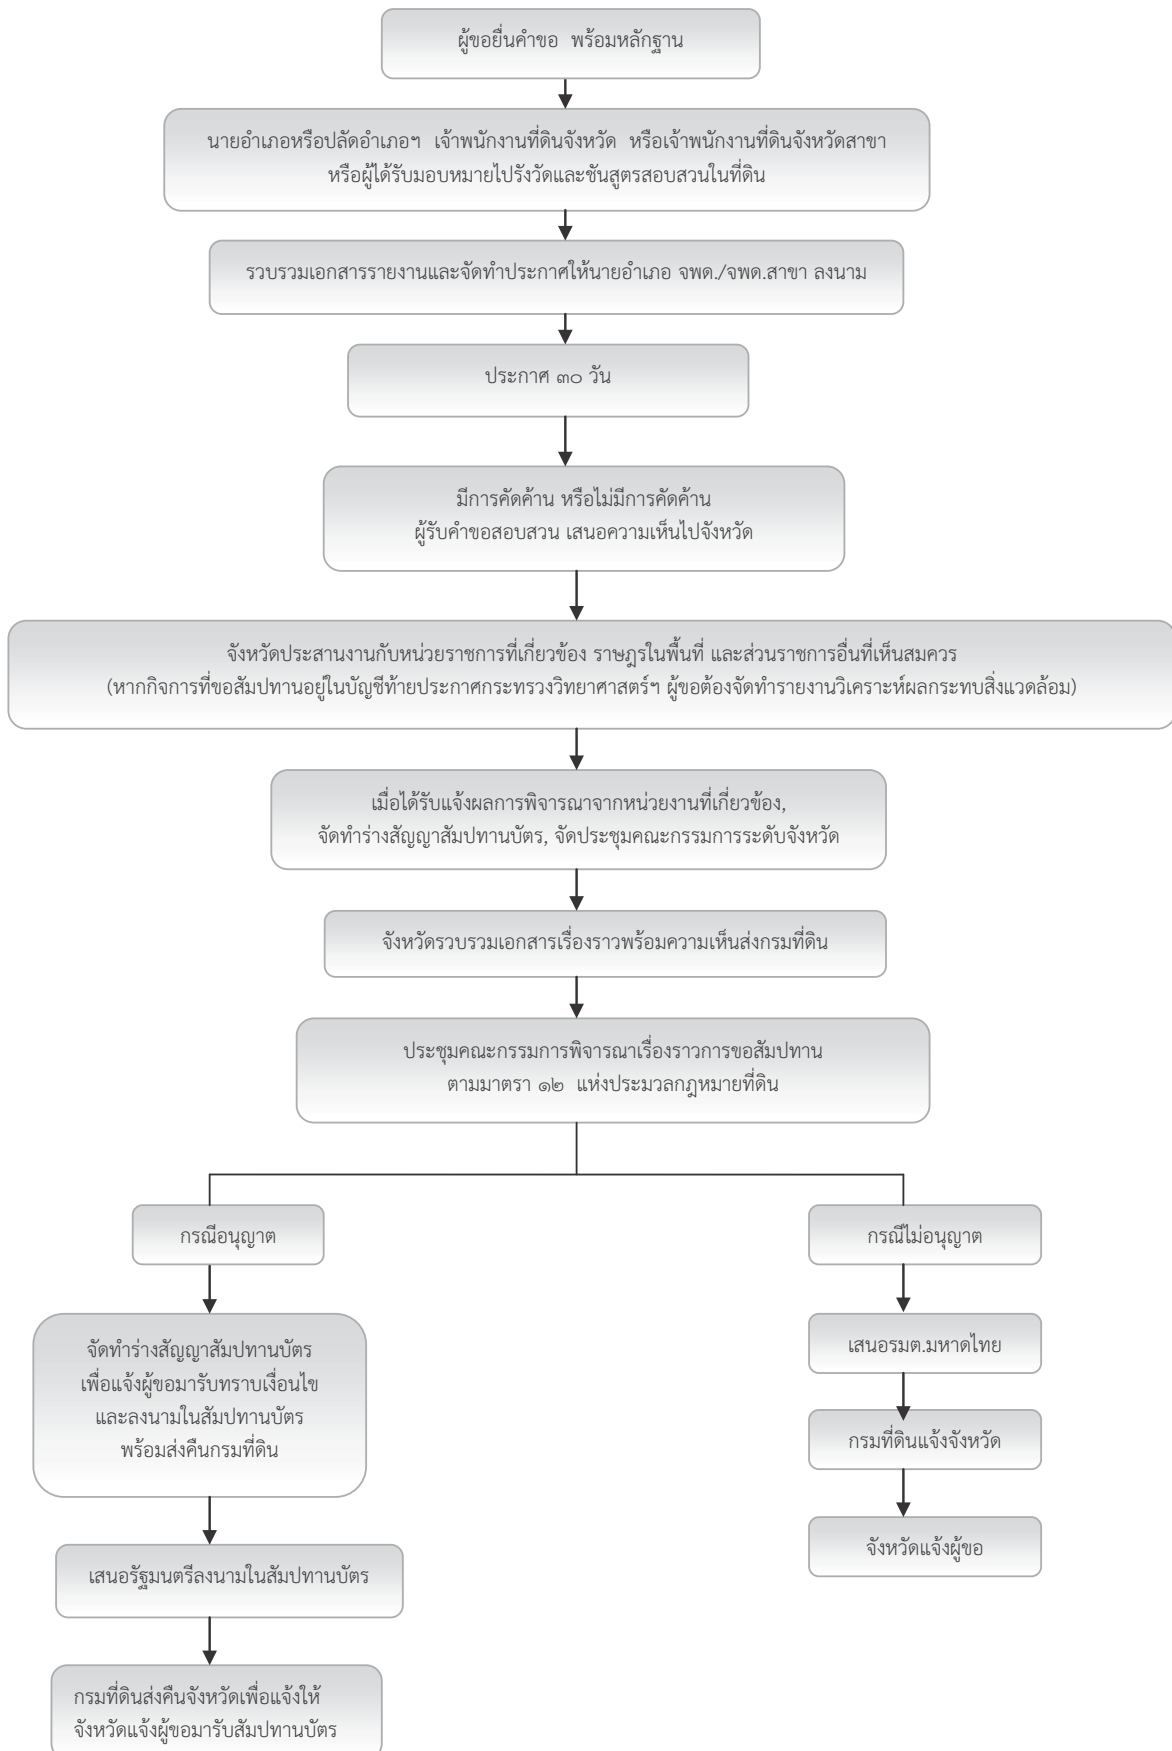 ผู้ขอยื่นคำขอ พร้อมหลักฐาน
นายอำเภอหรือปลัดอำเภอฯ เจ้าพนักงานที่ดินจังหวัด หรือเจ้าพนักงานที่ดินจังหวัดสาขา
หรือผู้ได้รับมอบหมายไปรังวัดและชันสูตรสอบสวนในที่ดิน
รวบรวมเอกสารรายงานและจัดทำประกาศให้นายอำเภอ จพด./จพด.สาขา ลงนาม
ประกาศ ๓๐ วัน
มีการคัดค้าน หรือไม่มีการคัดค้าน
ผู้รับคำขอสอบสวน เสนอความเห็นไปจังหวัด
จังหวัดประสานงานกับหน่วยราชการที่เกี่ยวข้อง ราษฎรในพื้นที่ และส่วนราชการอื่นที่เห็นสมควร
(หากกิจการที่ขอสัมปทานอยู่ในบัญชีท้ายประกาศกระทรวงวิทยาศาสตร์ฯ ผู้ขอต้องจัดทำรายงานวิเคราะห์ผลกระทบสิ่งแวดล้อม)
เมื่อได้รับแจ้งผลการพิจารณาจากหน่วยงานที่เกี่ยวข้อง,
จัดทำร่างสัญญาสัมปทานบัตร, จัดประชุมคณะกรรมการระดับจังหวัด
จังหวัดรวบรวมเอกสารเรื่องราวพร้อมความเห็นส่งกรมที่ดิน
ประชุมคณะกรรมการพิจารณาเรื่องราวการขอสัมปทาน
ตามมาตรา ๑๒ แห่งประมวลกฎหมายที่ดิน
กรณีอนุญาต
จัดทำร่างสัญญาสัมปทานบัตร
เพื่อแจ้งผู้ขอมารับทราบเงื่อนไข
และลงนามในสัมปทานบัตร
พร้อมส่งคืนกรมที่ดิน
เสนอรัฐมนตรีลงนามในสัมปทานบัตร
กรมที่ดินส่งคืนจังหวัดเพื่อแจ้งให้
จังหวัดแจ้งผู้ขอมารับสัมปทานบัตร
กรณีไม่อนุญาต
เสนอรมต.มหาดไทย
กรมที่ดินแจ้งจังหวัด
จังหวัดแจ้งผู้ขอ